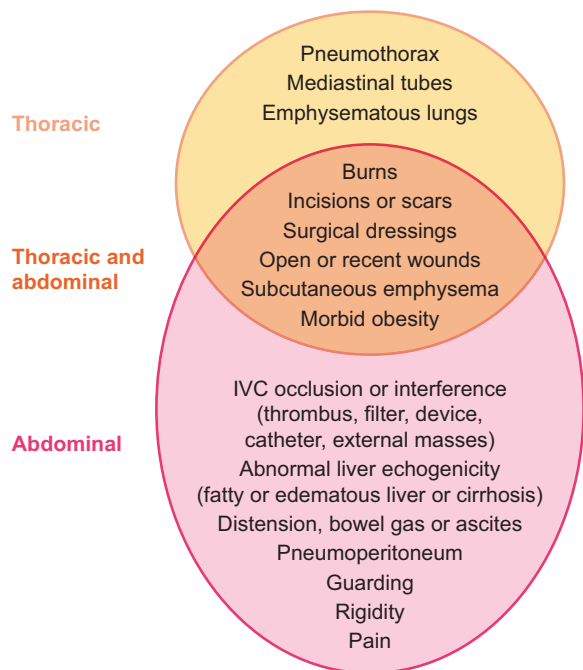 Pneumothorax
Mediastinal tubes
Emphysematous lungs
Thoracic
Burns
Incisions or scars
Surgical dressings
Open or recent wounds
Subcutaneous emphysema
Morbid obesity
Thoracic and
abdominal
IVC occlusion or interference
(thrombus, filter, device,
catheter, external masses)
Abnormal liver echogenicity
(fatty or edematous liver or cirrhosis)
Distension, bowel gas or ascites
Pneumoperitoneum
Guarding
Rigidity
Pain
Abdominal